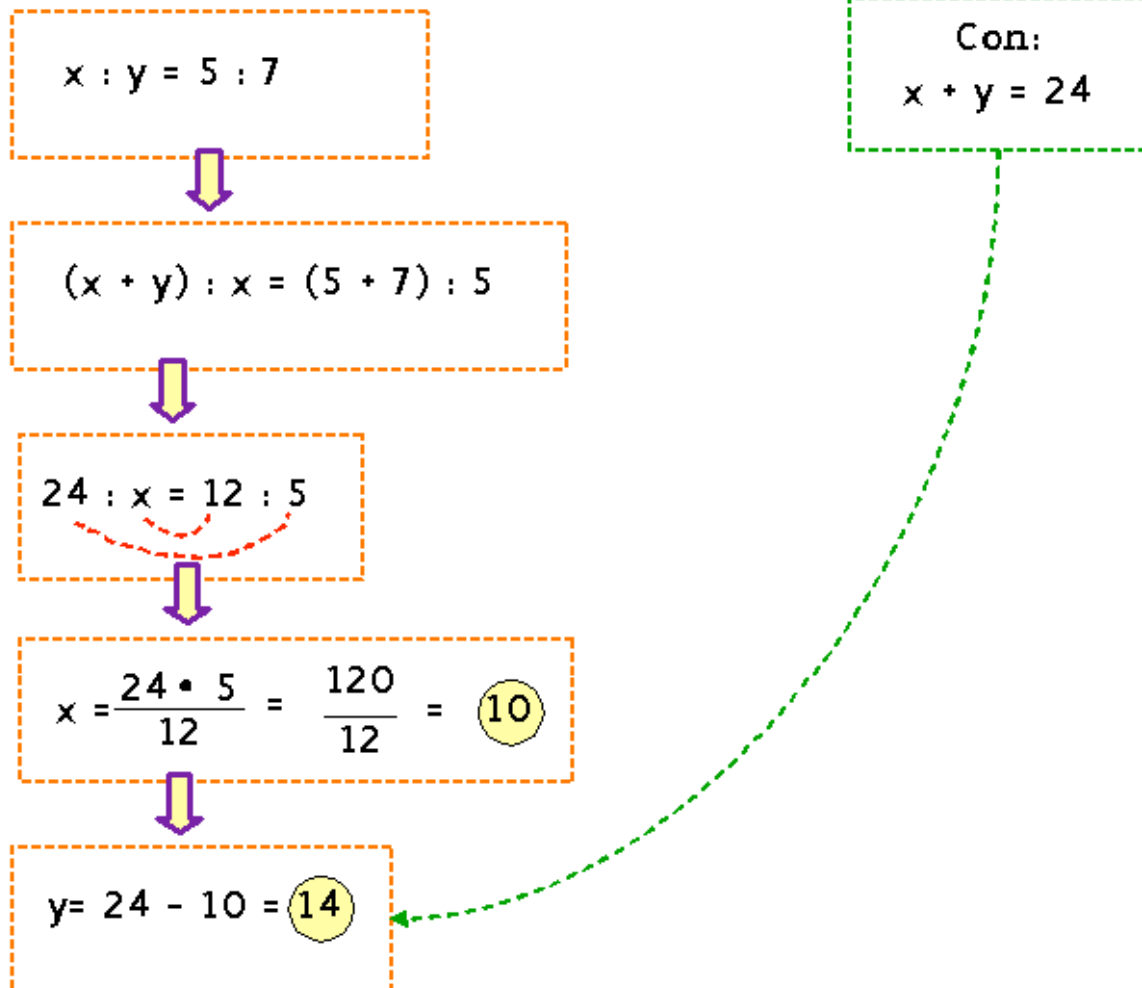 x : y = 5 : 7
Con:
x + y = 24
(x + y) : x = (5 + 7) : 5
24 : x = 12 : 5
x = 24 • 5 / 12 = 120 / 12 = 10
y= 24 - 10 = 14